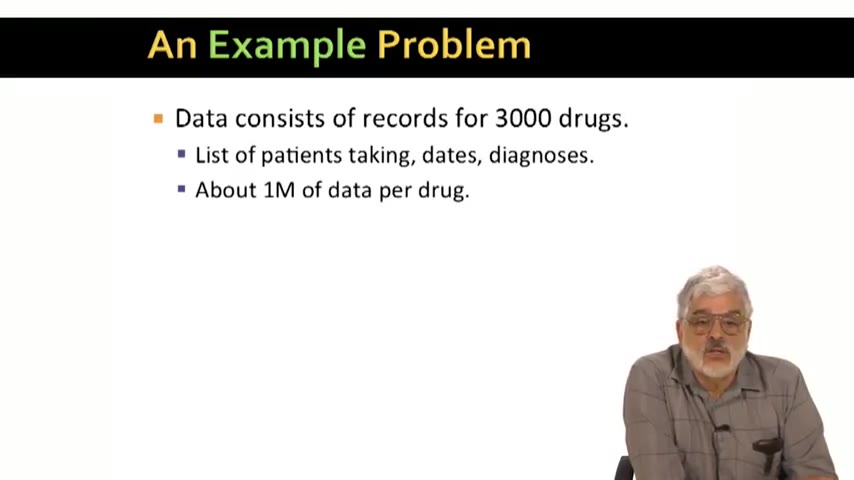 An Example Problem
Data consists of records for 3000 drugs.
List of patients taking, dates, diagnoses.
About 1M of data per drug.